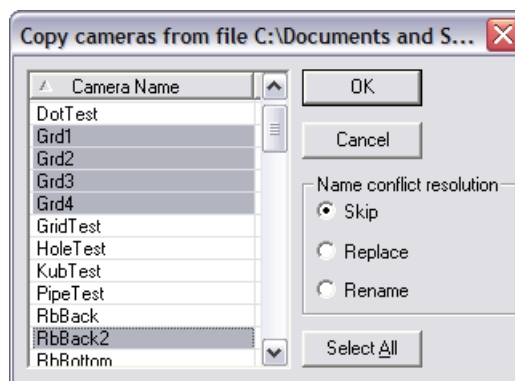 Copy cameras from file C:\Documents and S...
Camera Name
DotTest
Grd1
Grd2
Grd3
Grd4
GridTest
HoleTest
KubTest
PipeTest
RbBack
RbBack2
RbBottom
OK
Cancel
Name conflict resolution
Skip
Replace
Rename
Select All